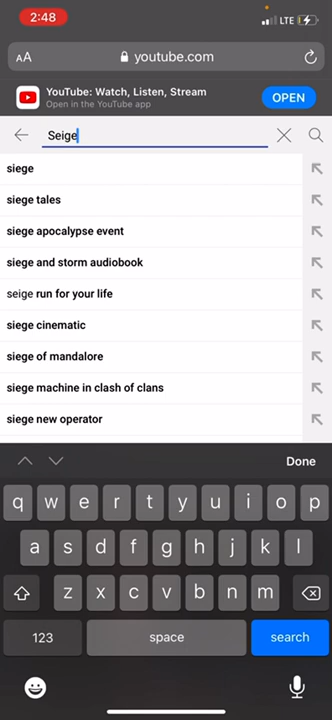 2:48
LTE
AA youtube.com
YouTube: Watch, Listen, Stream
Open in the YouTube app
OPEN
Seige
siege
siege tales
siege apocalypse event
siege and storm audiobook
seige run for your life
siege cinematic
siege of mandalore
siege machine in clash of clans
siege new operator
Done
q w e r t y u i o p
a s d f g h j k l
z x c v b n m
123 space search